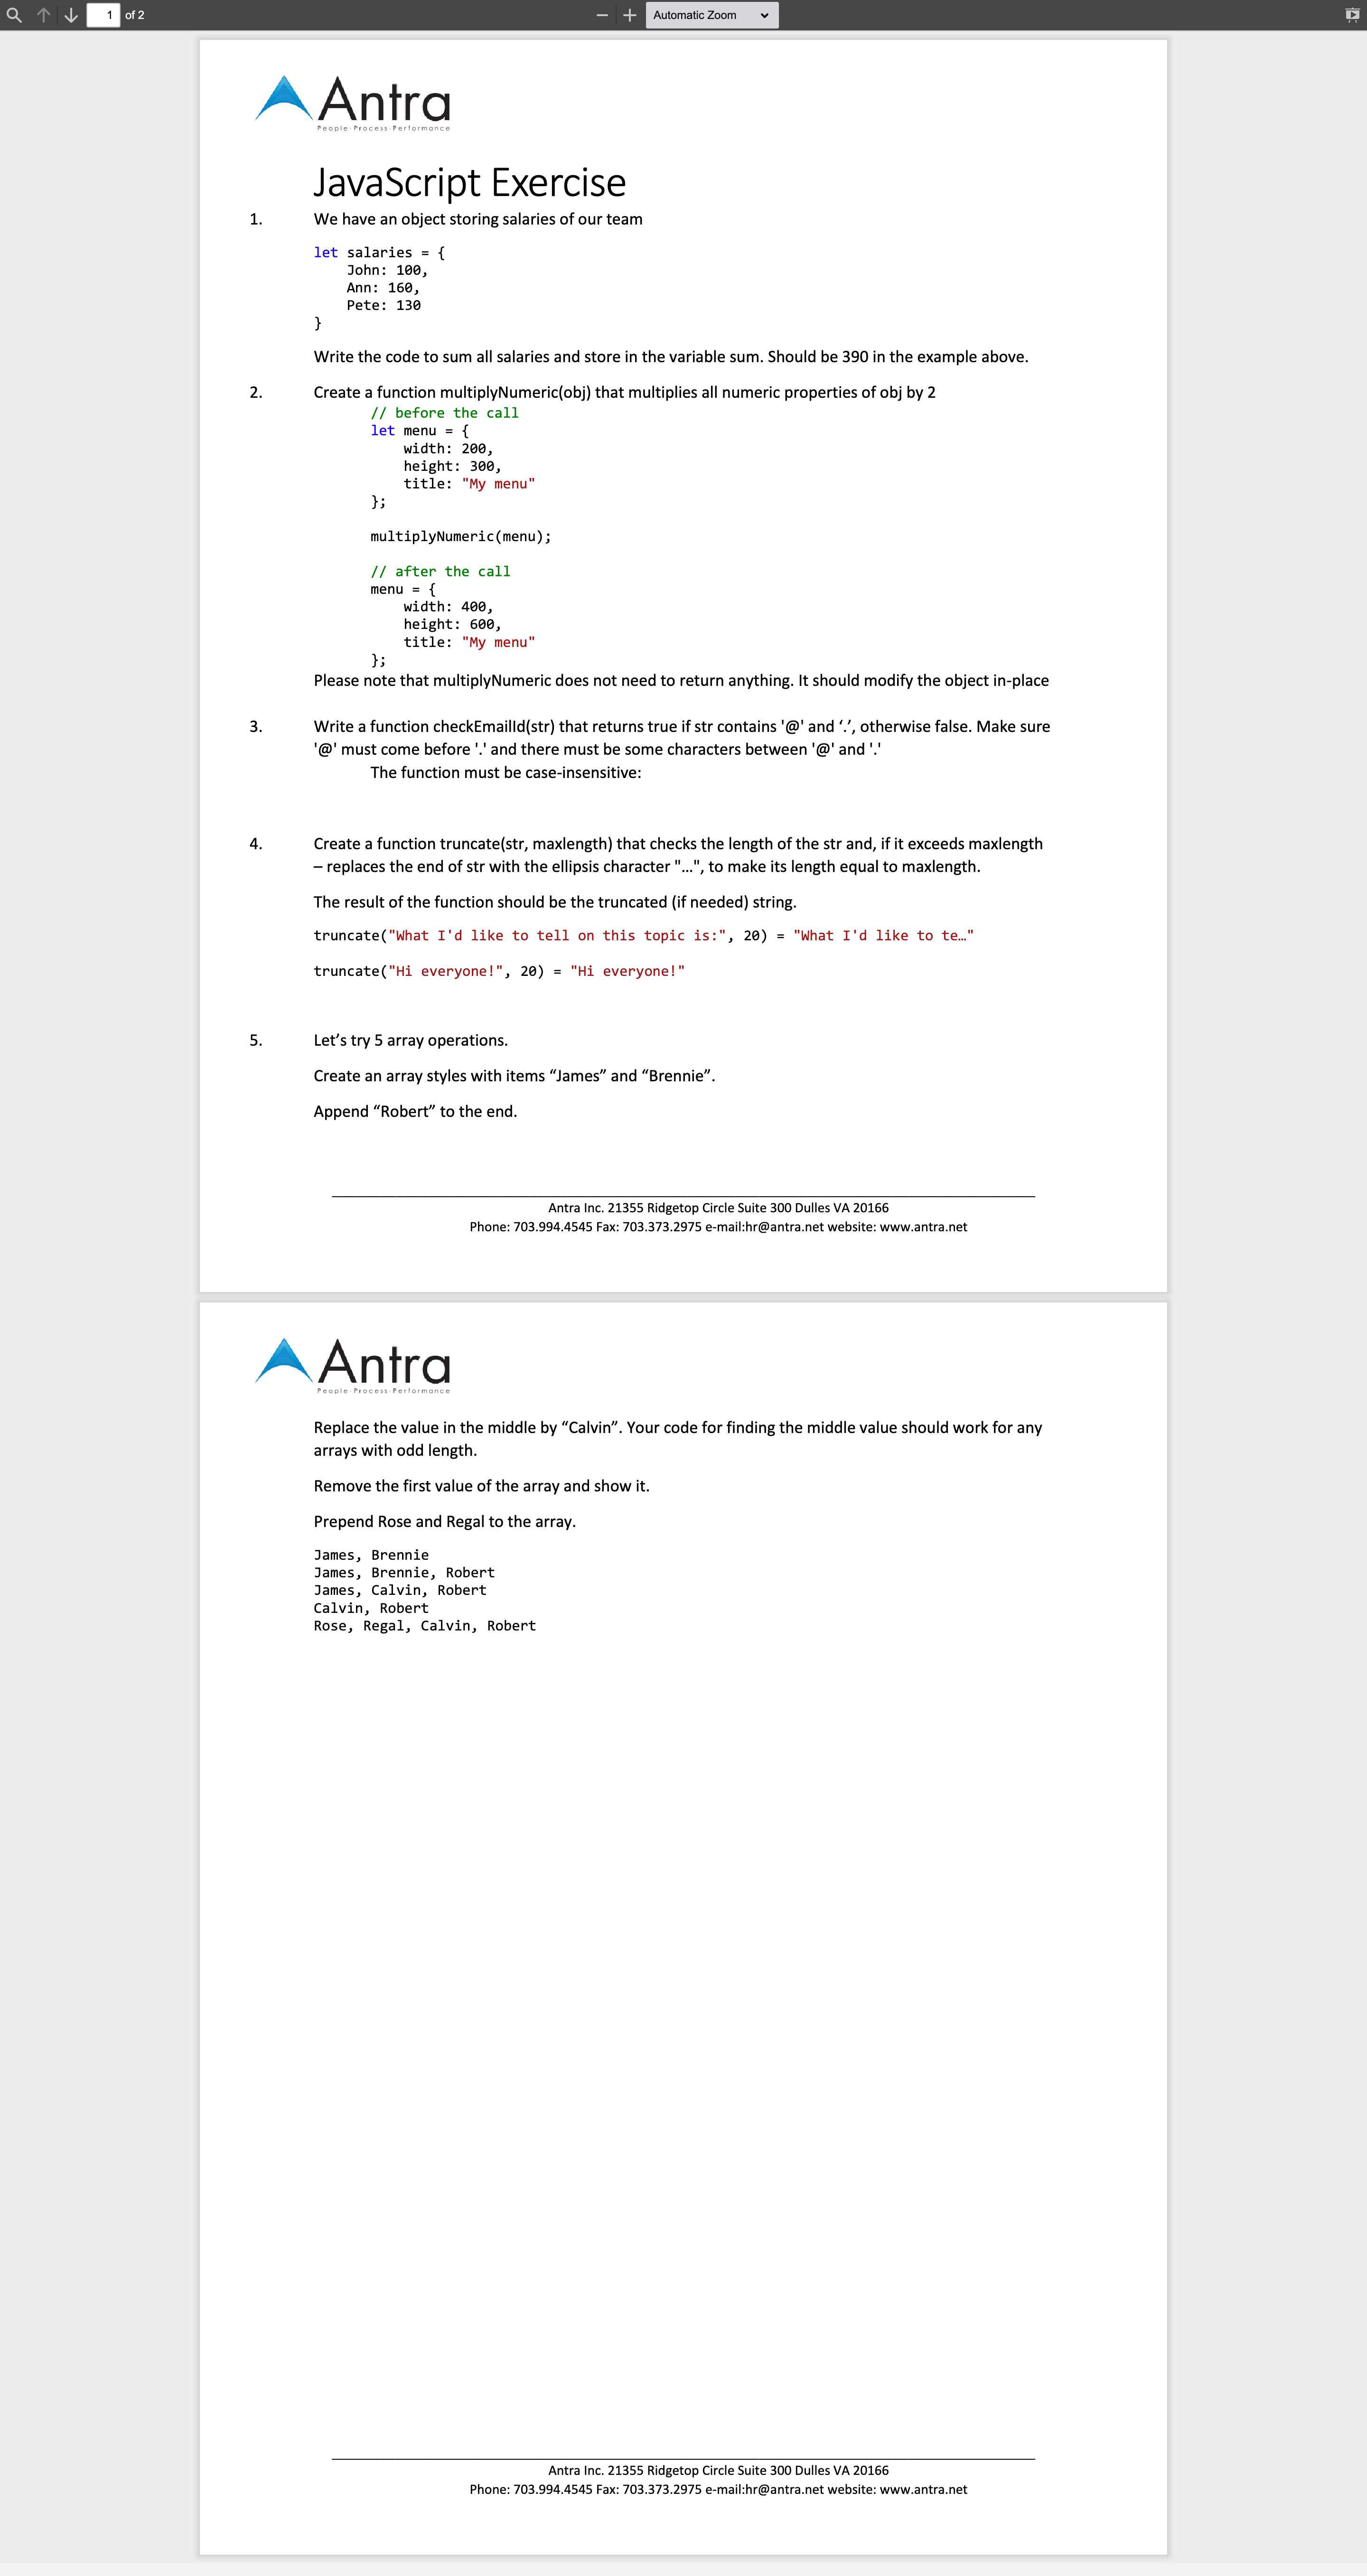 1 of 2 Automatic Zoom
Antra
People · Process · Performance
JavaScript Exercise
1. We have an object storing salaries of our team
let salaries = {
    John: 100,
    Ann: 160,
    Pete: 130
}
Write the code to sum all salaries and store in the variable sum. Should be 390 in the example above.
2. Create a function multiplyNumeric(obj) that multiplies all numeric properties of obj by 2
// before the call
let menu = {
    width: 200,
    height: 300,
    title: "My menu"
};
multiplyNumeric(menu);
// after the call
menu = {
    width: 400,
    height: 600,
    title: "My menu"
};
Please note that multiplyNumeric does not need to return anything. It should modify the object in-place
3. Write a function checkEmailId(str) that returns true if str contains '@' and ‘.’, otherwise false. Make sure
'@' must come before '.' and there must be some characters between '@' and '.'
The function must be case-insensitive:
4. Create a function truncate(str, maxlength) that checks the length of the str and, if it exceeds maxlength
– replaces the end of str with the ellipsis character "…", to make its length equal to maxlength.
The result of the function should be the truncated (if needed) string.
truncate("What I'd like to tell on this topic is:", 20) = "What I'd like to te…"
truncate("Hi everyone!", 20) = "Hi everyone!"
5. Let’s try 5 array operations.
Create an array styles with items “James” and “Brennie”.
Append “Robert” to the end.
Antra Inc. 21355 Ridgetop Circle Suite 300 Dulles VA 20166
Phone: 703.994.4545 Fax: 703.373.2975 e-mail:hr@antra.net website: www.antra.net
Antra
People · Process · Performance
Replace the value in the middle by “Calvin”. Your code for finding the middle value should work for any
arrays with odd length.
Remove the first value of the array and show it.
Prepend Rose and Regal to the array.
James, Brennie
James, Brennie, Robert
James, Calvin, Robert
Calvin, Robert
Rose, Regal, Calvin, Robert
Antra Inc. 21355 Ridgetop Circle Suite 300 Dulles VA 20166
Phone: 703.994.4545 Fax: 703.373.2975 e-mail:hr@antra.net website: www.antra.net